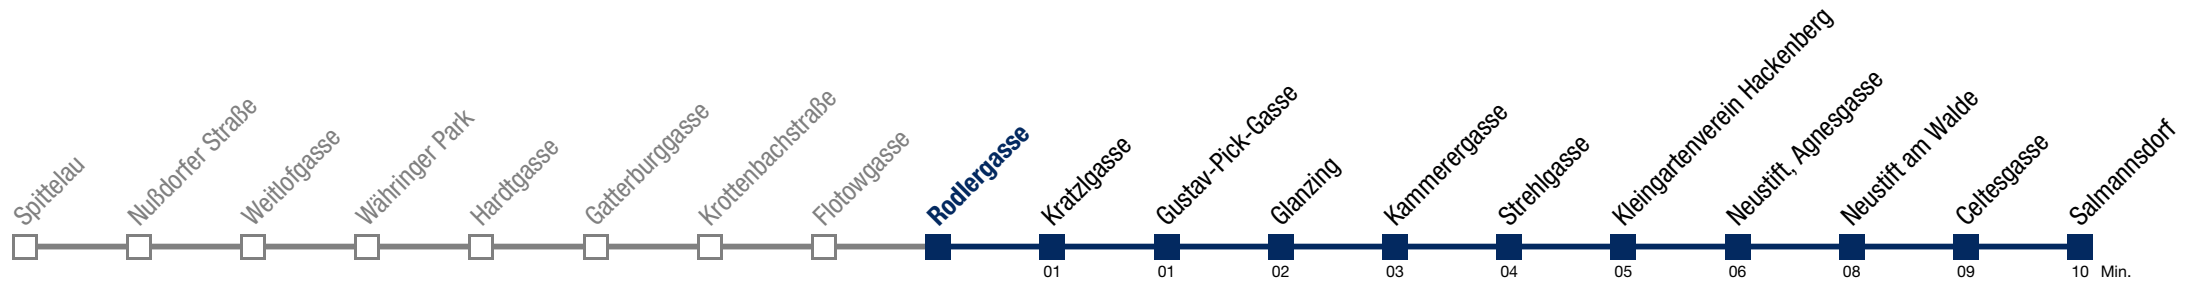 Spittelau
Nußdorfer Straße
Weitlofgasse
Währinger Park
Hardtgasse
Gatterburggasse
Krottenbachstraße
Flotowgasse
Rodlergasse
Kratzlgasse
Gustav-Pick-Gasse
Glanzing
Kammerergasse
Strehlgasse
Kleingartenverein Hackenberg
Neustift, Agnesgasse
Neustift am Walde
Celtesgasse
Salmannsdorf
01 01 02 03 04 05 06 08 09 10 Min.